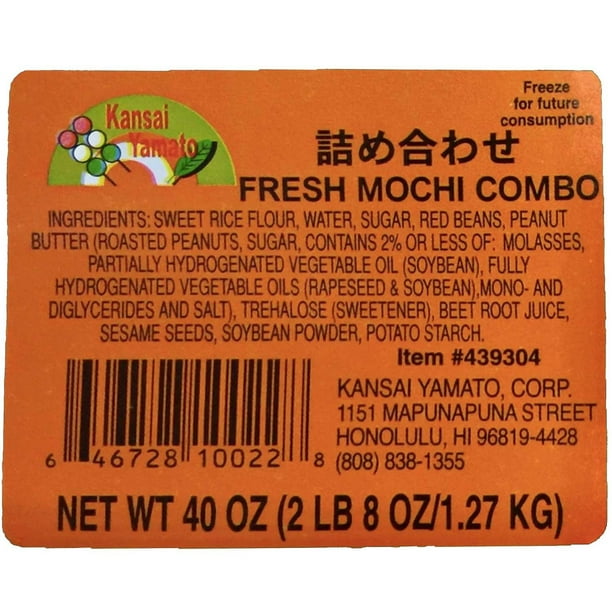 Kansai
Yamato
Freeze
for future
consumption
詰め合わせ
FRESH MOCHI COMBO
INGREDIENTS: SWEET RICE FLOUR, WATER, SUGAR, RED BEANS, PEANUT
BUTTER (ROASTED PEANUTS, SUGAR, CONTAINS 2% OR LESS OF: MOLASSES,
PARTIALLY HYDROGENATED VEGETABLE OIL (SOYBEAN), FULLY
HYDROGENATED VEGETABLE OILS (RAPESEED & SOYBEAN),MONO- AND
DIGLYCERIDES AND SALT), TREHALOSE (SWEETENER), BEET ROOT JUICE,
SESAME SEEDS, SOYBEAN POWDER, POTATO STARCH.
Item #439304
KANSAI YAMATO, CORP.
1151 MAPUNAPUNA STREET
HONOLULU, HI 96819-4428
(808) 838-1355
6 46728 10022 8
NET WT 40 OZ (2 LB 8 OZ/1.27 KG)